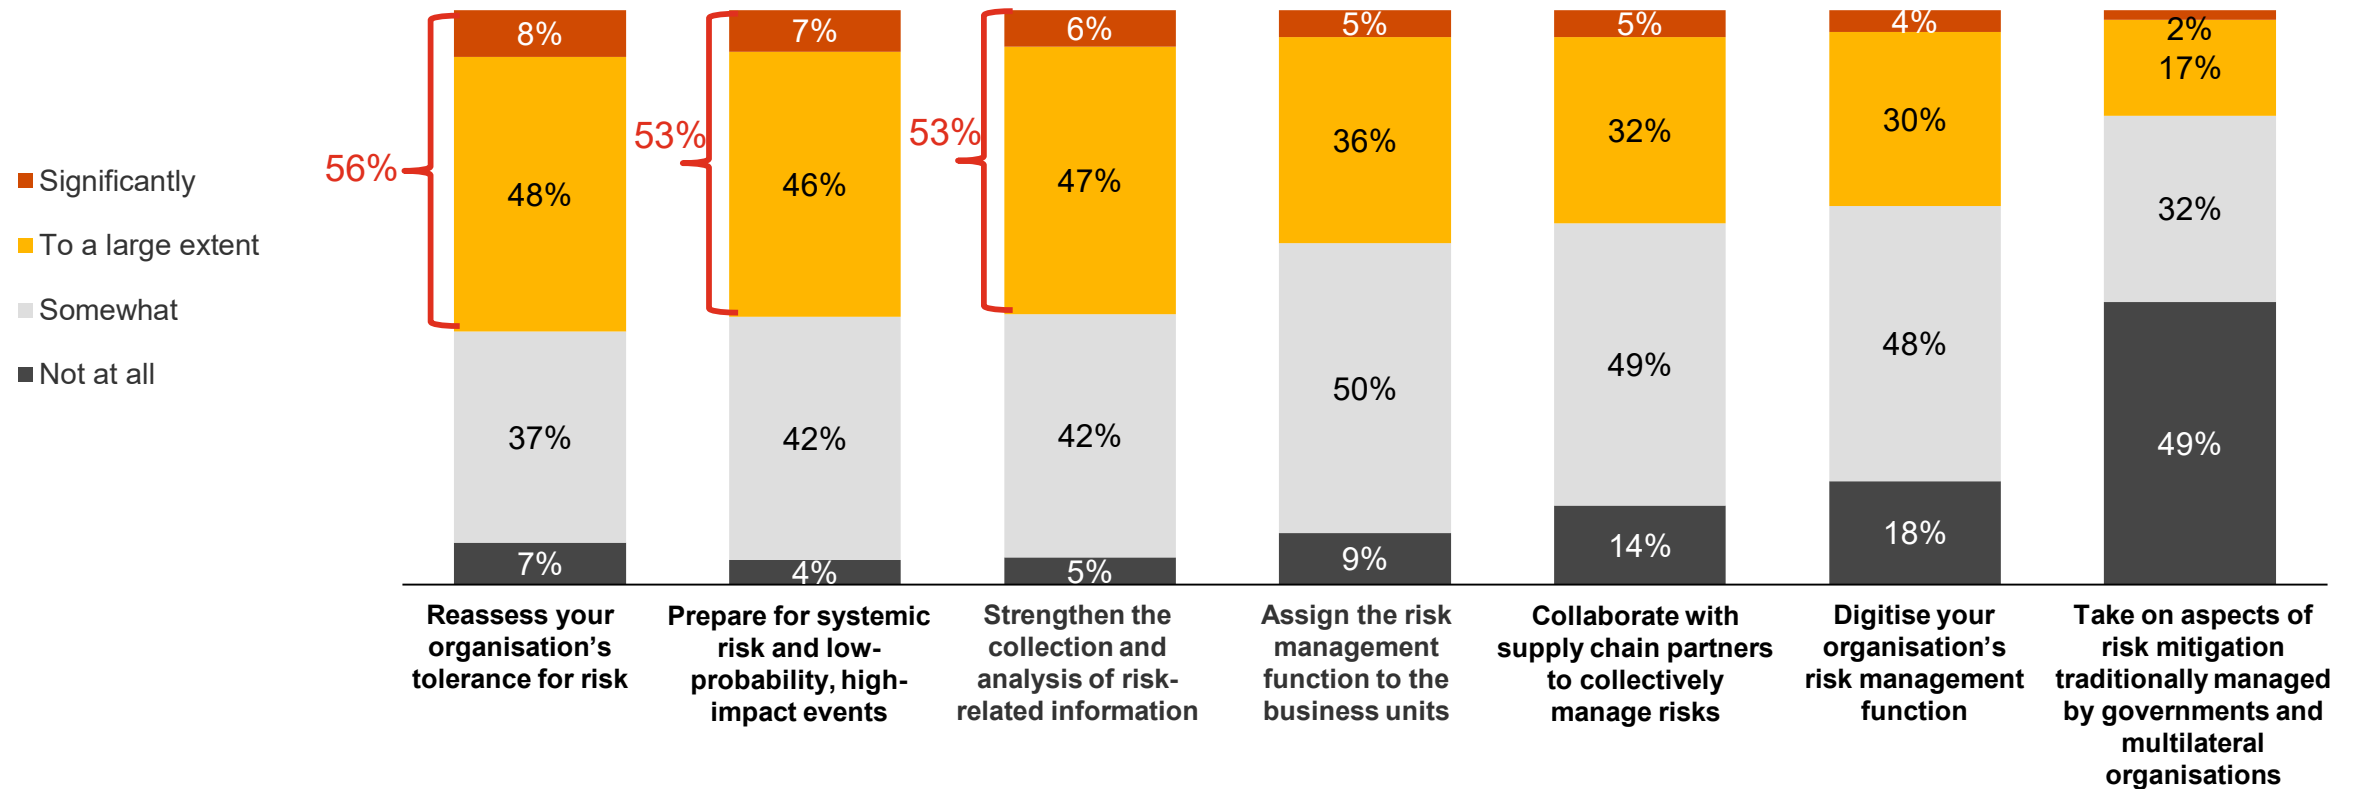 Significantly
To a large extent
Somewhat
Not at all
56%
8%
48%
37%
7%
53%
7%
46%
42%
4%
53%
6%
47%
42%
5%
5%
36%
50%
9%
5%
32%
49%
14%
4%
30%
48%
18%
2%
17%
32%
49%
Reassess your
organisation’s
tolerance for risk
Prepare for systemic
risk and low-
probability, high-
impact events
Strengthen the
collection and
analysis of risk-
related information
Assign the risk
management
function to the
business units
Collaborate with
supply chain partners
to collectively
manage risks
Digitise your
organisation’s
risk management
function
Take on aspects of
risk mitigation
traditionally managed
by governments and
multilateral
organisations